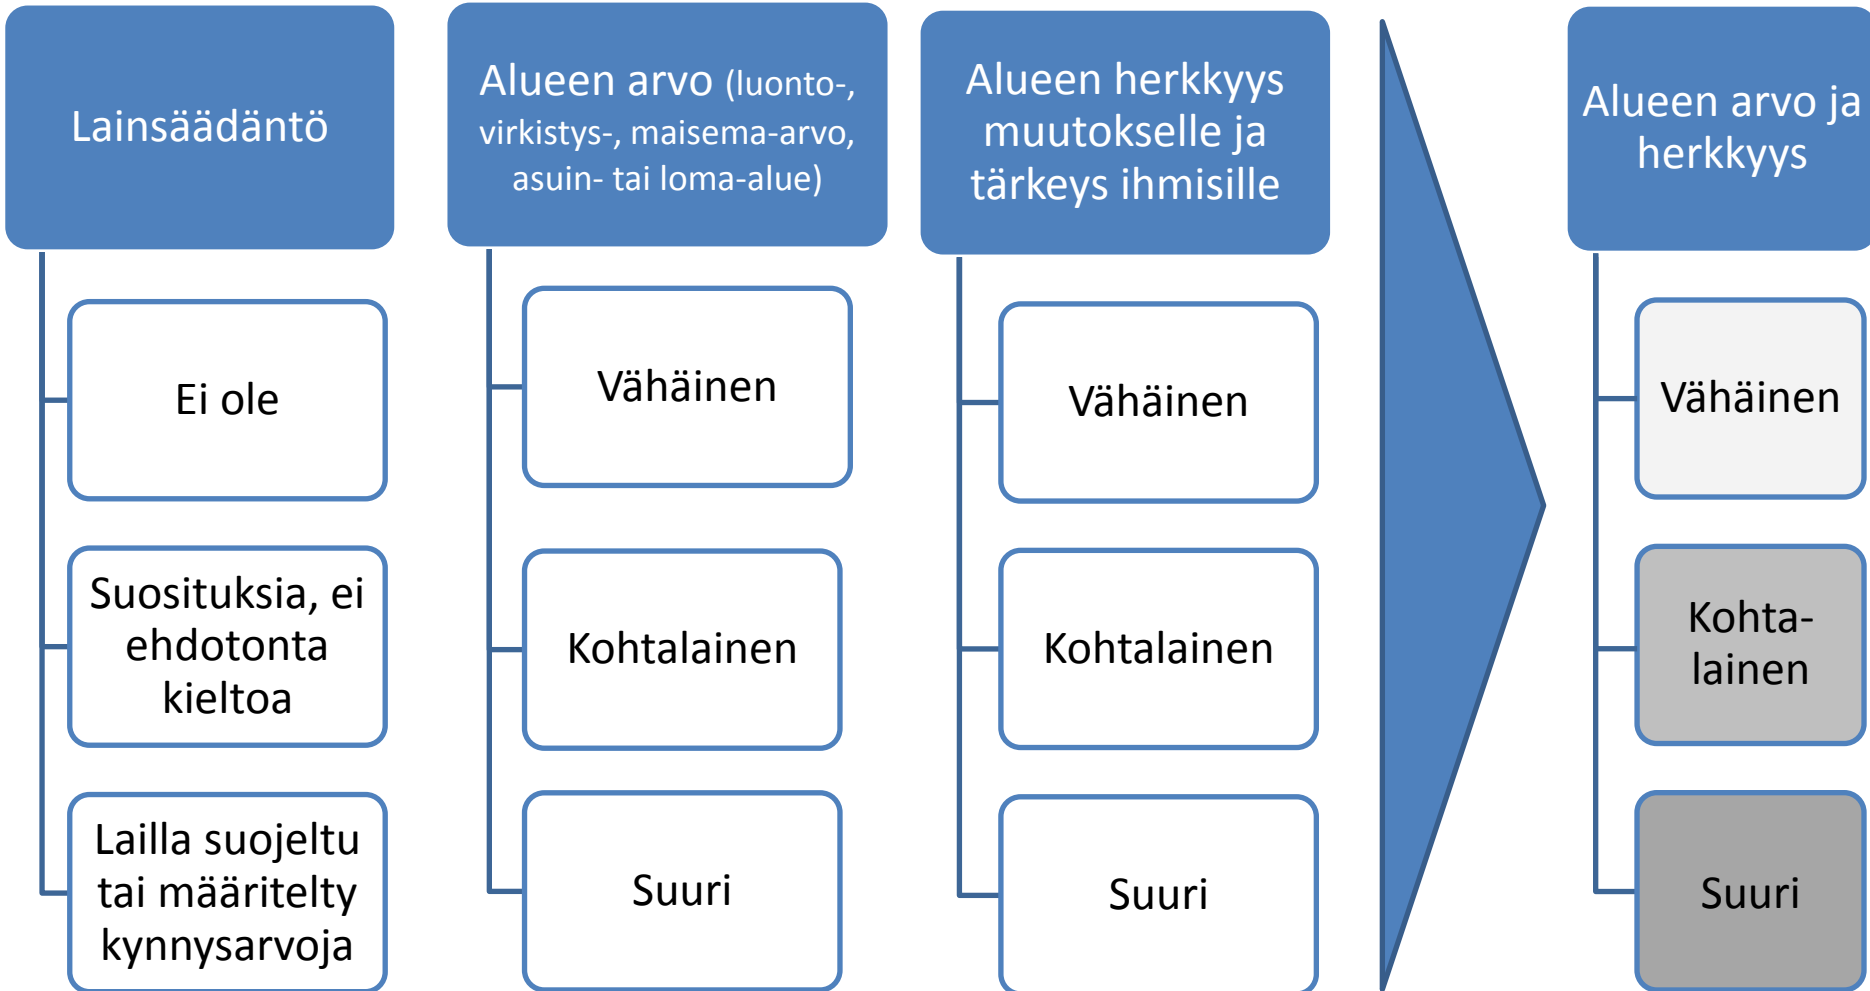 Lainsäädäntö
Ei ole
Suosituksia, ei
ehdotonta
kieltoa
Lailla suojeltu
tai määritelty
kynnysarvoja
Alueen arvo (luonto-,
virkistys-, maisema-arvo,
asuin- tai loma-alue)
Vähäinen
Kohtalainen
Suuri
Alueen herkkyys
muutokselle ja
tärkeys ihmisille
Vähäinen
Kohtalainen
Suuri
Alueen arvo ja
herkkyys
Vähäinen
Kohta-
lainen
Suuri